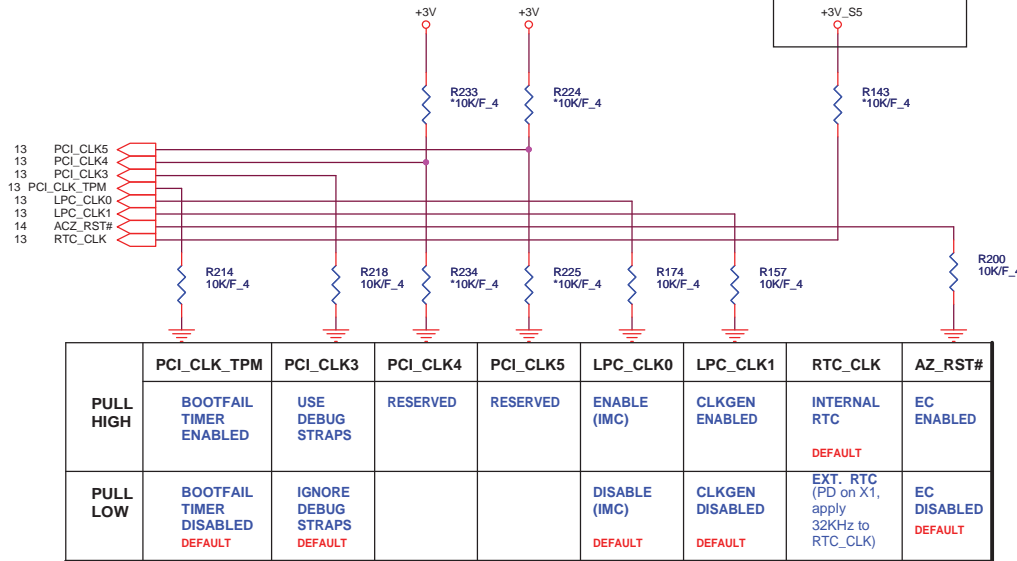 +3V
+3V
+3V_S5
R233
*10K/F_4
R224
*10K/F_4
R143
*10K/F_4
13 PCI_CLK5
13 PCI_CLK4
13 PCI_CLK3
13 PCI_CLK_TPM
13 LPC_CLK0
13 LPC_CLK1
14 ACZ_RST#
13 RTC_CLK
R214
10K/F_4
R218
10K/F_4
R234
*10K/F_4
R225
*10K/F_4
R174
10K/F_4
R157
10K/F_4
R200
10K/F_4
PCI_CLK_TPM PCI_CLK3 PCI_CLK4 PCI_CLK5 LPC_CLK0 LPC_CLK1 RTC_CLK AZ_RST#
PULL
HIGH
BOOTFAIL
TIMER
ENABLED
USE
DEBUG
STRAPS
RESERVED
RESERVED
ENABLE
(IMC)
CLKGEN
ENABLED
INTERNAL
RTC
DEFAULT
EC
ENABLED
PULL
LOW
BOOTFAIL
TIMER
DISABLED
DEFAULT
IGNORE
DEBUG
STRAPS
DEFAULT
DISABLE
(IMC)
DEFAULT
CLKGEN
DISABLED
DEFAULT
EXT. RTC
(PD on X1,
apply
32KHz to
RTC_CLK)
EC
DISABLED
DEFAULT